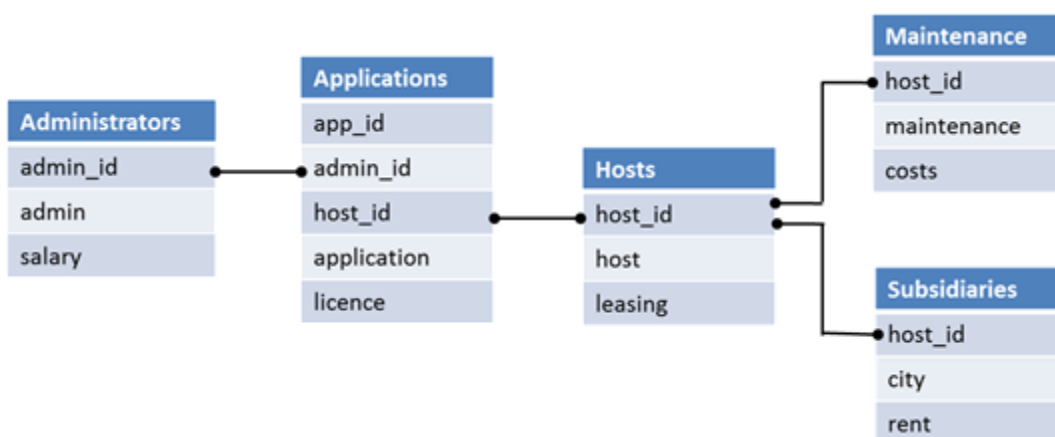 Administrators
admin_id
admin
salary
Applications
app_id
admin_id
host_id
application
licence
Hosts
host_id
host
leasing
Maintenance
host_id
maintenance
costs
Subsidiaries
host_id
city
rent